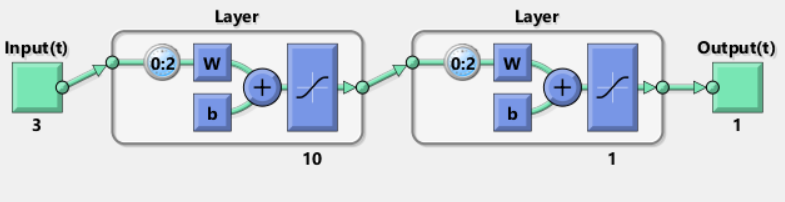 Layer Layer
Input(t) Output(t)
0:2 W 0:2 W
+ +
b b
3 1
10 1